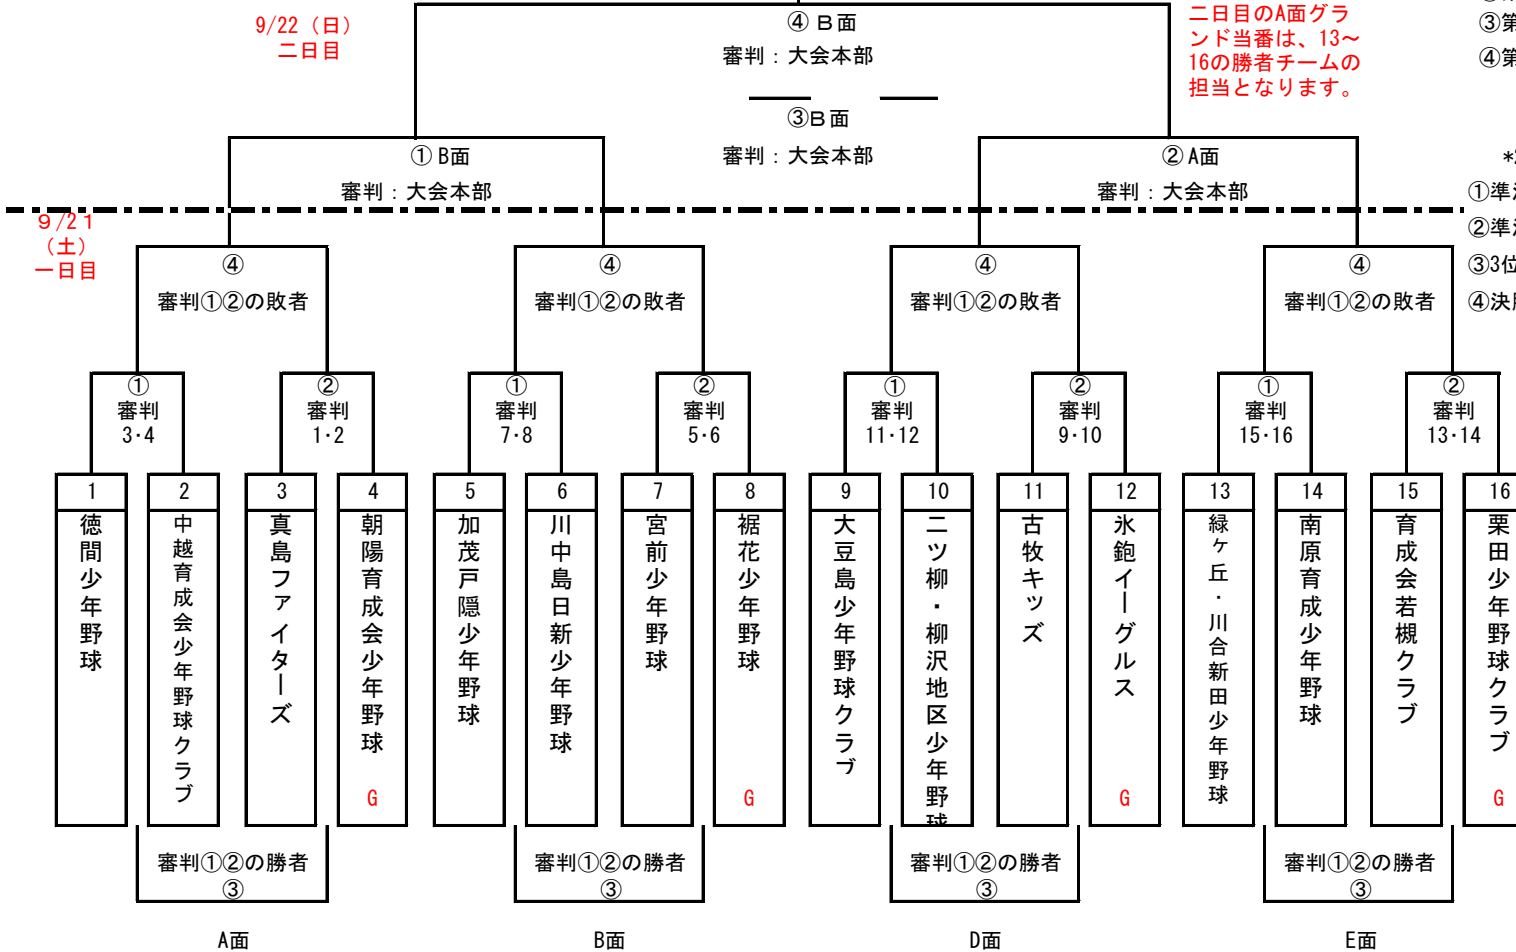 9/22（日）
二日目
④ B面
審判：大会本部
二日目のA面グラ
ンド当番は、13～
16の勝者チームの
担当となります。
③第
④第
③B面
審判：大会本部
① B面
審判：大会本部
② A面
審判：大会本部
①準
②準
③3位
④決
9/21
（土）
一日目
④
審判①②の敗者
④
審判①②の敗者
④
審判①②の敗者
④
審判①②の敗者
①
審判
3・4
②
審判
1・2
①
審判
7・8
②
審判
5・6
①
審判
11・12
②
審判
9・10
①
審判
15・16
②
審判
13・14
1
徳間少年野球
2
中越育成会少年野球クラブ
3
真島ファイターズ
4
朝陽育成会少年野球
G
5
加茂戸隠少年野球
6
川中島日新少年野球
7
宮前少年野球
8
裾花少年野球
G
9
大豆島少年野球クラブ
10
二ツ柳・柳沢地区少年野球
11
古牧キッズ
12
氷鉋イーグルス
G
13
緑ヶ丘・川合新田少年野球
14
南原育成少年野球
15
育成会若槻クラブ
16
栗田少年野球クラブ
G
審判①②の勝者
③
審判①②の勝者
③
審判①②の勝者
③
審判①②の勝者
③
A面
B面
D面
E面